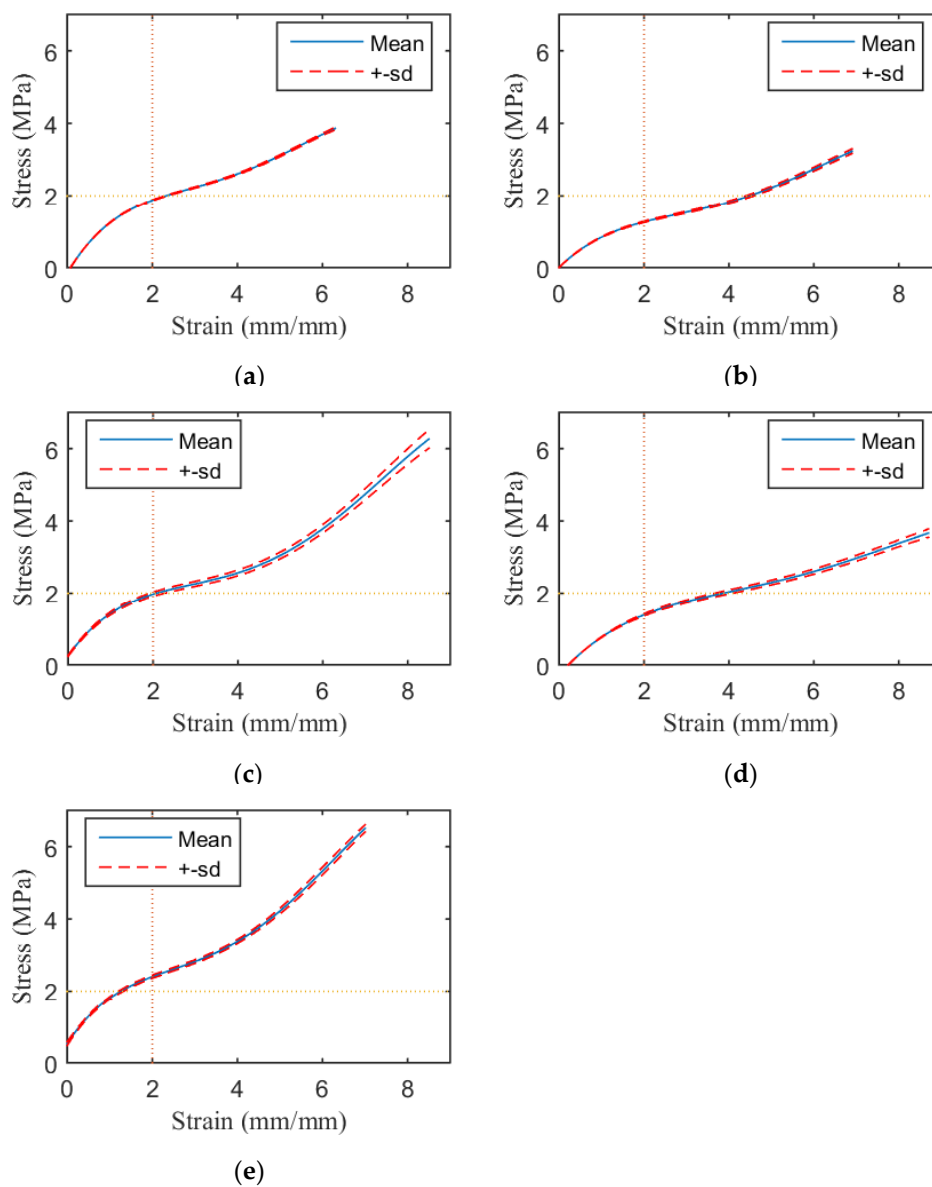 Stress (MPa)
6
4
2
0
Mean
+-sd
0 2 4 6 8
Strain (mm/mm)
(a)
Stress (MPa)
6
4
2
0
Mean
+-sd
0 2 4 6 8
Strain (mm/mm)
(b)
Stress (MPa)
6
4
2
0
Mean
+-sd
0 2 4 6 8
Strain (mm/mm)
(c)
Stress (MPa)
6
4
2
0
Mean
+-sd
0 2 4 6 8
Strain (mm/mm)
(d)
Stress (MPa)
6
4
2
0
Mean
+-sd
0 2 4 6 8
Strain (mm/mm)
(e)